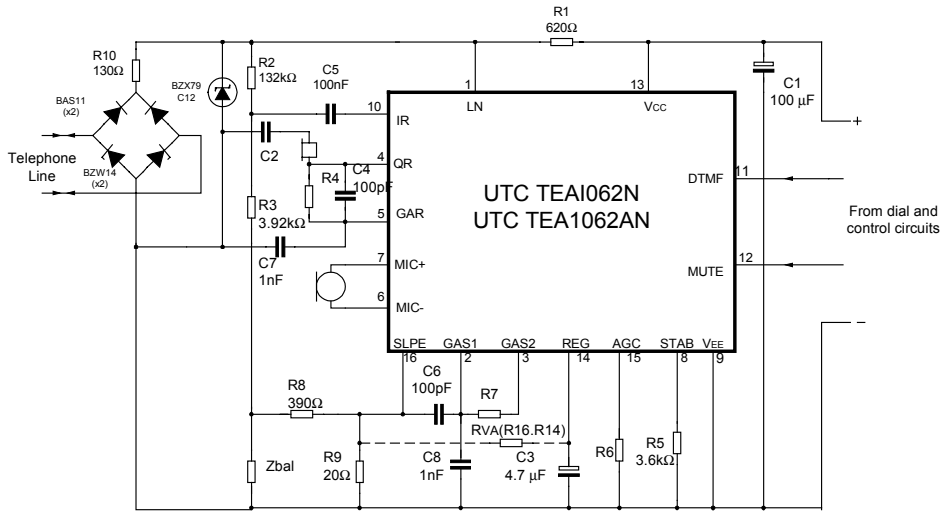 R1
620Ω
R10
130Ω
BAS11
(x2)
BZX79
C12
R2
132kΩ
C5
100nF
10
IR
1
LN
13
Vcc
C1
100 μF
+
Telephone
Line
BZW14
(x2)
C2
4
QR
R4
C4
100pF
5
GAR
R3
3.92kΩ
C7
1nF
7
MIC+
6
MIC-
UTC TEAI062N
UTC TEA1062AN
DTMF
11
MUTE
12
From dial and
control circuits
−
SLPE
16
GAS1
2
GAS2
3
REG
14
AGC
15
STAB
8
VEE
9
R8
390Ω
C6
100pF
R7
RVA(R16.R14)
R9
20Ω
C8
1nF
C3
4.7 μF
R6
R5
3.6kΩ
Zbal